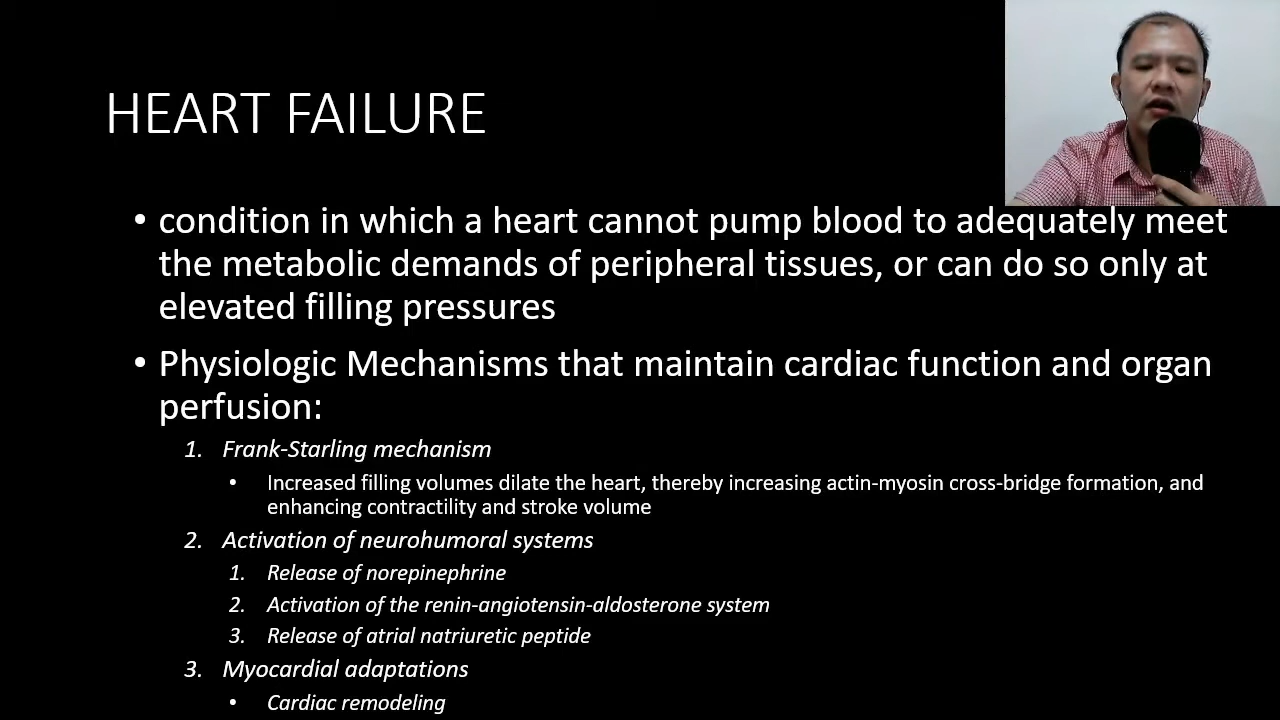 HEART FAILURE
• condition in which a heart cannot pump blood to adequately meet
the metabolic demands of peripheral tissues, or can do so only at
elevated filling pressures
• Physiologic Mechanisms that maintain cardiac function and organ
perfusion:
1. Frank-Starling mechanism
• Increased filling volumes dilate the heart, thereby increasing actin-myosin cross-bridge formation, and
enhancing contractility and stroke volume
2. Activation of neurohumoral systems
1. Release of norepinephrine
2. Activation of the renin-angiotensin-aldosterone system
3. Release of atrial natriuretic peptide
3. Myocardial adaptations
• Cardiac remodeling